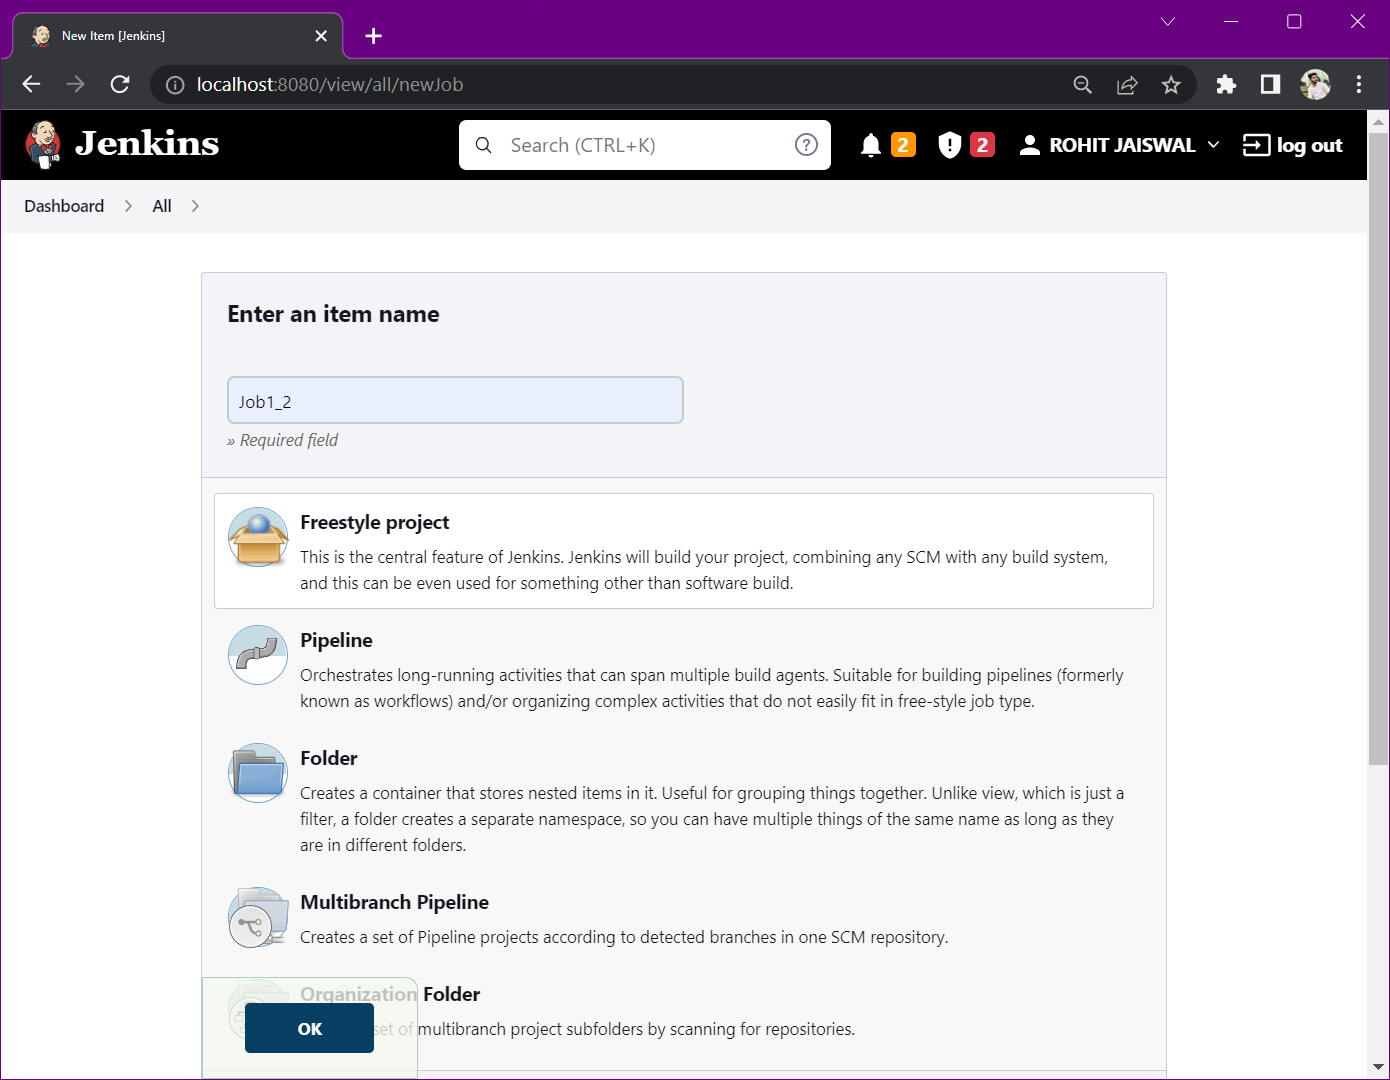 New Item [Jenkins]
localhost:8080/view/all/newJob
Jenkins
Search (CTRL+K)
2
2
ROHIT JAISWAL
log out
Dashboard
All
Enter an item name
Job1_2
» Required field
Freestyle project
This is the central feature of Jenkins. Jenkins will build your project, combining any SCM with any build system,
and this can be even used for something other than software build.
Pipeline
Orchestrates long-running activities that can span multiple build agents. Suitable for building pipelines (formerly
known as workflows) and/or organizing complex activities that do not easily fit in free-style job type.
Folder
Creates a container that stores nested items in it. Useful for grouping things together. Unlike view, which is just a
filter, a folder creates a separate namespace, so you can have multiple things of the same name as long as they
are in different folders.
Multibranch Pipeline
Creates a set of Pipeline projects according to detected branches in one SCM repository.
Organization Folder
set of multibranch project subfolders by scanning for repositories.
OK